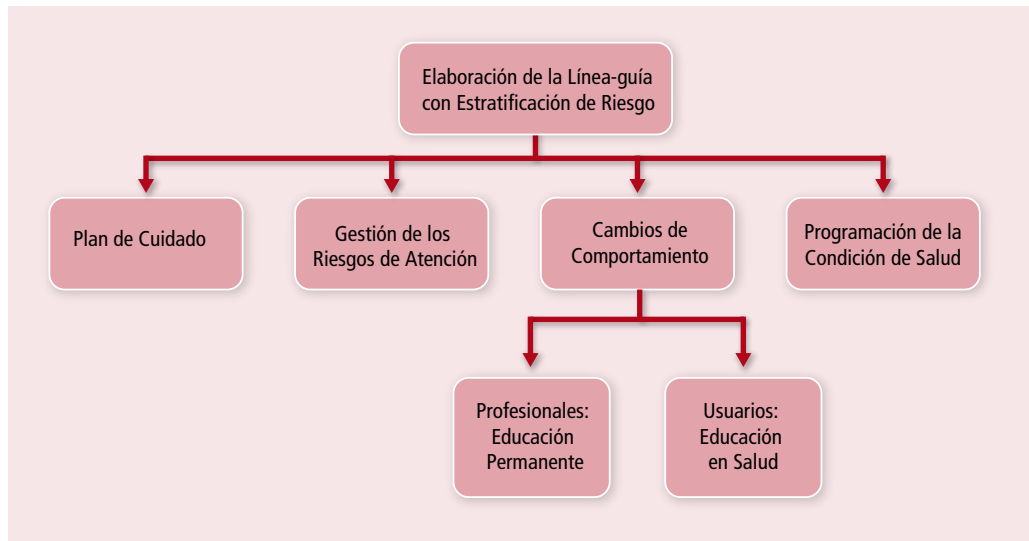 Elaboración de la Línea-guía
con Estratificación de Riesgo
Plan de Cuidado
Gestión de los
Riesgos de Atención
Cambios de
Comportamiento
Programación de la
Condición de Salud
Profesionales:
Educación
Permanente
Usuarios:
Educación
en Salud